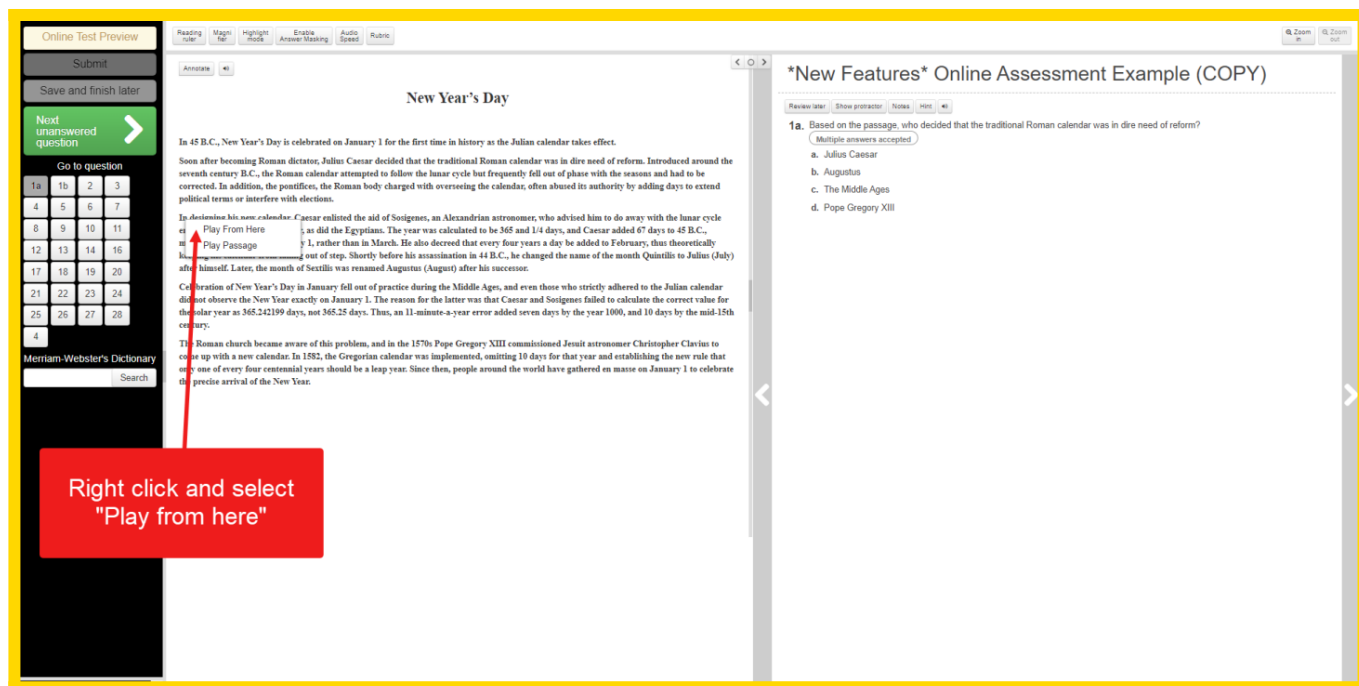 Online Test Preview
Submit
Save and finish later
Next
unanswered
question
Go to question
1a 1b 2 3
4 5 6 7
8 9 10 11
12 13 14 16
17 18 19 20
21 22 23 24
25 26 27 28
4
Merriam-Webster's Dictionary
Search
Reading
ruler
Magni
fier
Highlight
mode
Enable
Answer Masking
Audio
Speed
Rubric
Zoom
in
Zoom
out
Annotate
New Year's Day
In 45 B.C., New Year's Day is celebrated on January 1 for the first time in history as the Julian calendar takes effect.
Soon after becoming Roman dictator, Julius Caesar decided that the traditional Roman calendar was in dire need of reform. Introduced around the
seventh century B.C., the Roman calendar attempted to follow the lunar cycle but frequently fell out of phase with the seasons and had to be
corrected. In addition, the pontifices, the Roman body charged with overseeing the calendar, often abused its authority by adding days to extend
political terms or interfere with elections.
In designing his new calendar, Caesar enlisted the aid of Sosigenes, an Alexandrian astronomer, who advised him to do away with the lunar cycle
, as did the Egyptians. The year was calculated to be 365 and 1/4 days, and Caesar added 67 days to 45 B.C.,
1, rather than in March. He also decreed that every four years a day be added to February, thus theoretically
out of step. Shortly before his assassination in 44 B.C., he changed the name of the month Quintilis to Julius (July)
after himself. Later, the month of Sextilis was renamed Augustus (August) after his successor.
Play From Here
Play Passage
Celebration of New Year's Day in January fell out of practice during the Middle Ages, and even those who strictly adhered to the Julian calendar
did not observe the New Year exactly on January 1. The reason for the latter was that Caesar and Sosigenes failed to calculate the correct value for
the solar year as 365.242199 days, not 365.25 days. Thus, an 11-minute-a-year error added seven days by the year 1000, and 10 days by the mid-15th
century.
The Roman church became aware of this problem, and in the 1570s Pope Gregory XIII commissioned Jesuit astronomer Christopher Clavius to
come up with a new calendar. In 1582, the Gregorian calendar was implemented, omitting 10 days for that year and establishing the new rule that
only one of every four centennial years should be a leap year. Since then, people around the world have gathered en masse on January 1 to celebrate
the precise arrival of the New Year.
Right click and select
"Play from here"
*New Features* Online Assessment Example (COPY)
Review later Show protractor Notes Hint
1a. Based on the passage, who decided that the traditional Roman calendar was in dire need of reform?
Multiple answers accepted
a. Julius Caesar
b. Augustus
c. The Middle Ages
d. Pope Gregory XIII